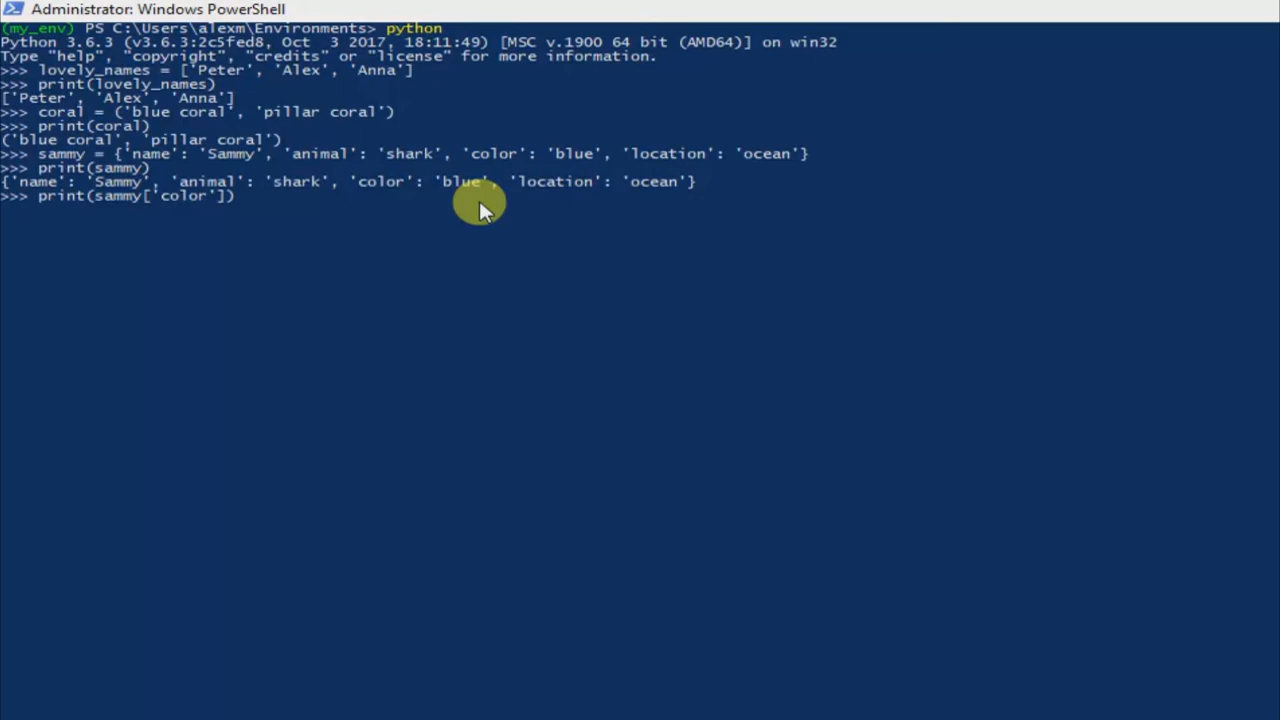 Administrator: Windows PowerShell
(my_env) PS C:\Users\alexm\Environments> python
Python 3.6.3 (v3.6.3:2c5fed8, Oct  3 2017, 18:11:49) [MSC v.1900 64 bit (AMD64)] on win32
Type "help", "copyright", "credits" or "license" for more information.
>>> lovely_names = ['Peter', 'Alex', 'Anna']
>>> print(lovely_names)
['Peter', 'Alex', 'Anna']
>>> coral = ('blue coral', 'pillar coral')
>>> print(coral)
('blue coral', 'pillar coral')
>>> sammy = {'name': 'Sammy', 'animal': 'shark', 'color': 'blue', 'location': 'ocean'}
>>> print(sammy)
{'name': 'Sammy', 'animal': 'shark', 'color': 'blue', 'location': 'ocean'}
>>> print(sammy['color'])